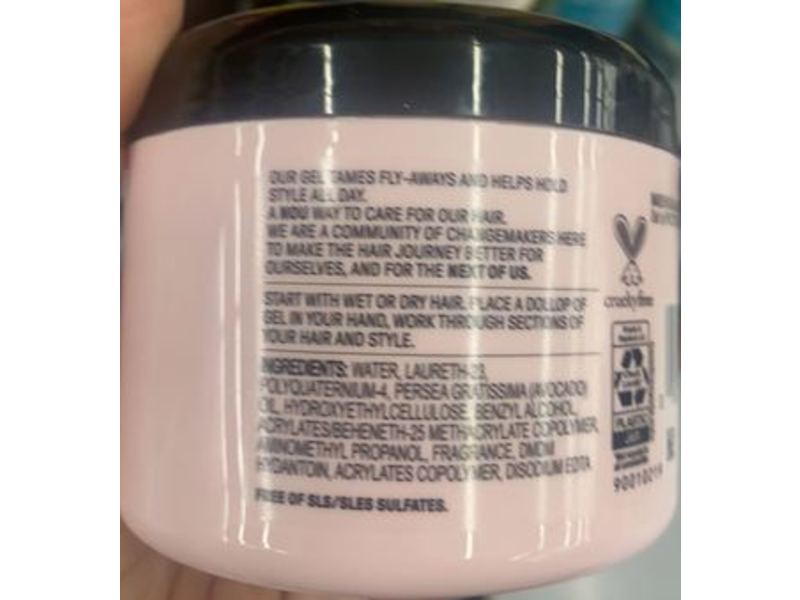 OUR GEL TAMES FLY-AWAYS AND HELPS HOLD
STYLE ALL DAY.
A NOU WAY TO CARE FOR OUR HAIR.
WE ARE A COMMUNITY OF CHANGEMAKERS HERE
TO MAKE THE HAIR JOURNEY BETTER FOR
OURSELVES, AND FOR THE NEXT OF US.
START WITH WET OR DRY HAIR. PLACE A DOLLOP OF
GEL IN YOUR HAND, WORK THROUGH SECTIONS OF
YOUR HAIR AND STYLE.
INGREDIENTS: WATER, LAURETH-23,
POLYQUATERNIUM-4, PERSEA GRATISSIMA (AVOCADO)
OIL, HYDROXYETHYLCELLULOSE, BENZYL ALCOHOL,
ACRYLATES/BEHENETH-25 METHACRYLATE COPOLYMER,
AMINOMETHYL PROPANOL, FRAGRANCE, DMDM
HYDANTOIN, ACRYLATES COPOLYMER, DISODIUM EDTA
FREE OF SLS/SLES SULFATES.
crueltyfree
PLASTIC
JAR